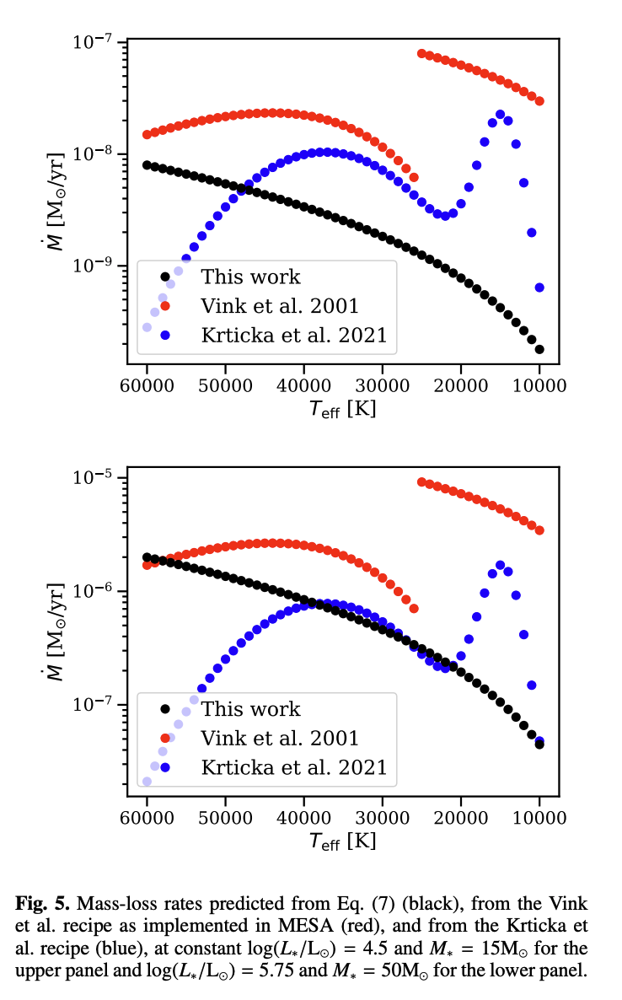 10⁻⁷
10⁻⁸
10⁻⁹
Ṁ [M⊙/yr]
This work
Vink et al. 2001
Krticka et al. 2021
60000 50000 40000 30000 20000 10000
T_eff [K]
10⁻⁵
10⁻⁶
10⁻⁷
Ṁ [M⊙/yr]
This work
Vink et al. 2001
Krticka et al. 2021
60000 50000 40000 30000 20000 10000
T_eff [K]
Fig. 5. Mass-loss rates predicted from Eq. (7) (black), from the Vink
et al. recipe as implemented in MESA (red), and from the Krticka et
al. recipe (blue), at constant log(L∗/L⊙) = 4.5 and M∗ = 15M⊙ for the
upper panel and log(L∗/L⊙) = 5.75 and M∗ = 50M⊙ for the lower panel.